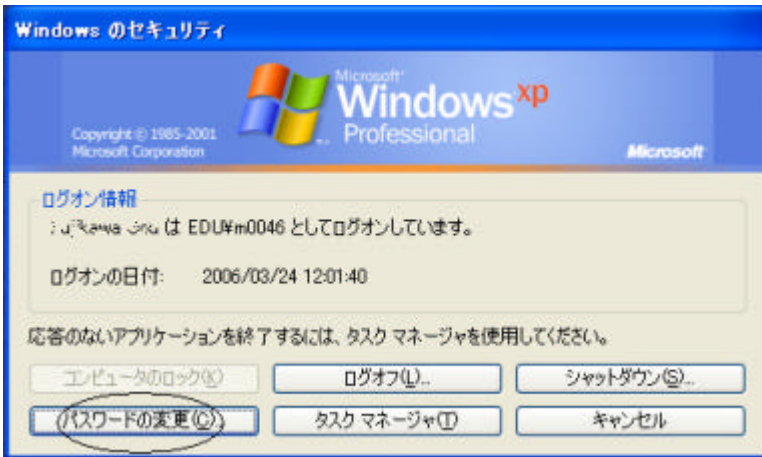 Windows のセキュリティ
Microsoft
Windows xp
Professional
Copyright © 1985-2001
Microsoft Corporation
Microsoft
ログオン情報
は EDU¥m0046 としてログオンしています。
ログオンの日付: 2006/03/24 12:01:40
応答のないアプリケーションを終了するには、タスク マネージャを使用してください。
コンピュータのロック(K) ログオフ(L)... シャットダウン(S)...
パスワードの変更(C)... タスク マネージャ(T) キャンセル